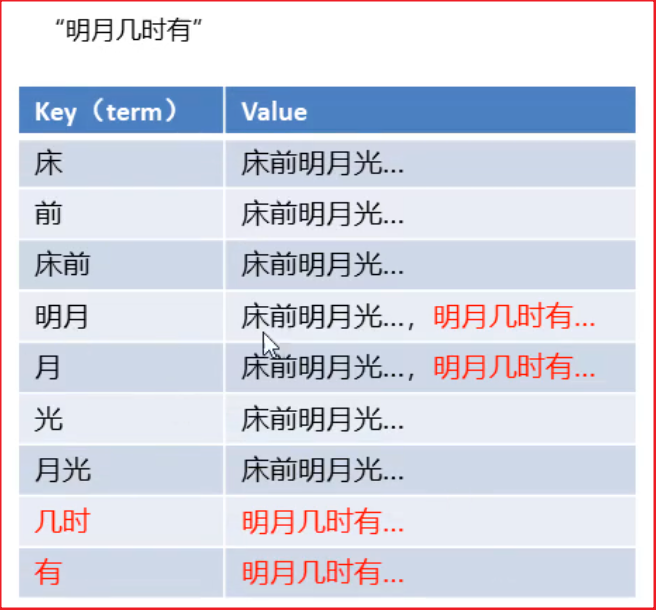 “明月几时有”
Key（term） Value
床 床前明月光...
前 床前明月光...
床前 床前明月光...
明月 床前明月光...，明月几时有...
月 床前明月光...，明月几时有...
光 床前明月光...
月光 床前明月光...
几时 明月几时有...
有 明月几时有...